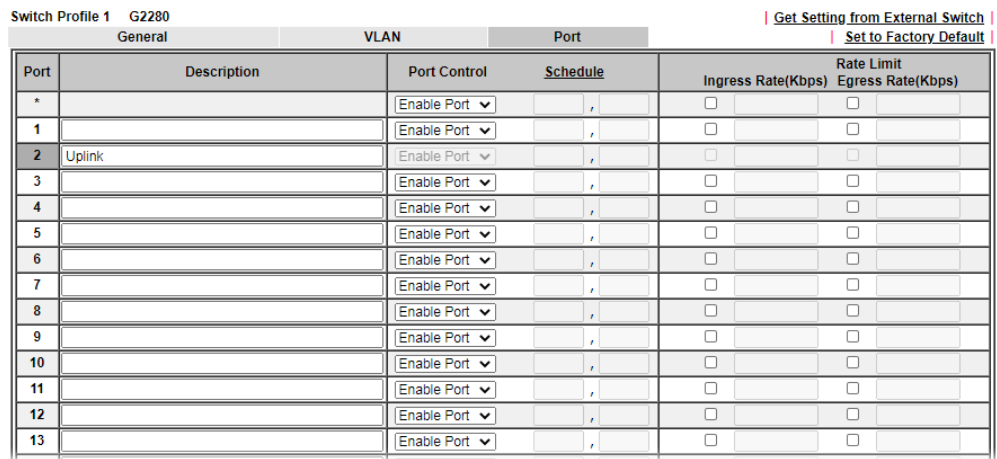 Switch Profile 1 G2280
Get Setting from External Switch
Set to Factory Default
General VLAN Port
Port Description Port Control Schedule Rate Limit
Ingress Rate(Kbps) Egress Rate(Kbps)
* Enable Port ,
1 Enable Port ,
2 Uplink Enable Port ,
3 Enable Port ,
4 Enable Port ,
5 Enable Port ,
6 Enable Port ,
7 Enable Port ,
8 Enable Port ,
9 Enable Port ,
10 Enable Port ,
11 Enable Port ,
12 Enable Port ,
13 Enable Port ,